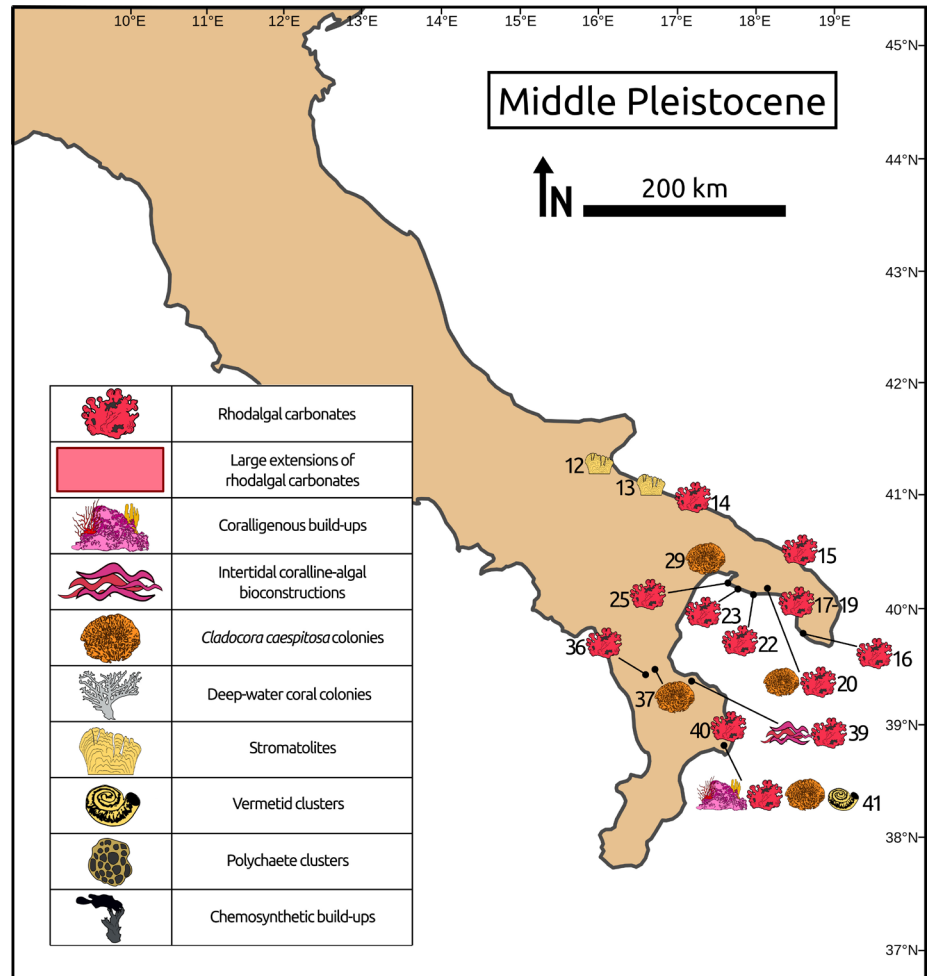 10°E 11°E 12°E 13°E 14°E 15°E 16°E 17°E 18°E 19°E
45°N
Middle Pleistocene
44°N
200 km
N
43°N
42°N
Rhodalgal carbonates
Large extensions of
rhodalgal carbonates
Coralligenous build-ups
Intertidal coralline-algal
bioconstructions
Cladocora caespitosa colonies
Deep-water coral colonies
Stromatolites
Vermetid clusters
Polychaete clusters
Chemosynthetic build-ups
12
13
14
41°N
15
29
25
23
17-19
40°N
22
36
16
20
37
40
39
39°N
41
38°N
37°N